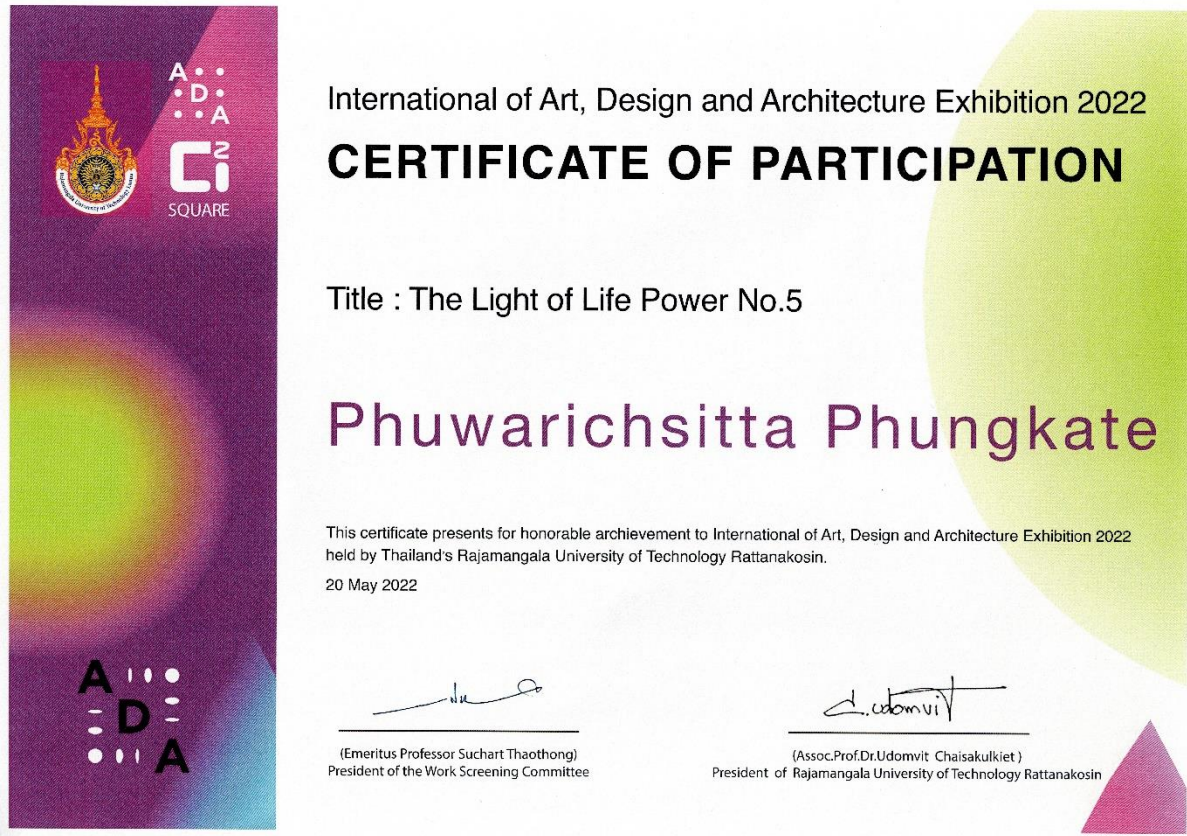 A
D
A
Ci2
SQUARE
International of Art, Design and Architecture Exhibition 2022
CERTIFICATE OF PARTICIPATION
Title : The Light of Life Power No.5
Phuwarichsitta Phungkate
This certificate presents for honorable archievement to International of Art, Design and Architecture Exhibition 2022
held by Thailand's Rajamangala University of Technology Rattanakosin.
20 May 2022
C.udomvit
(Emeritus Professor Suchart Thaothong)
President of the Work Screening Committee
(Assoc.Prof.Dr.Udomvit Chaisakulkiet )
President of Rajamangala University of Technology Rattanakosin
A
D
A